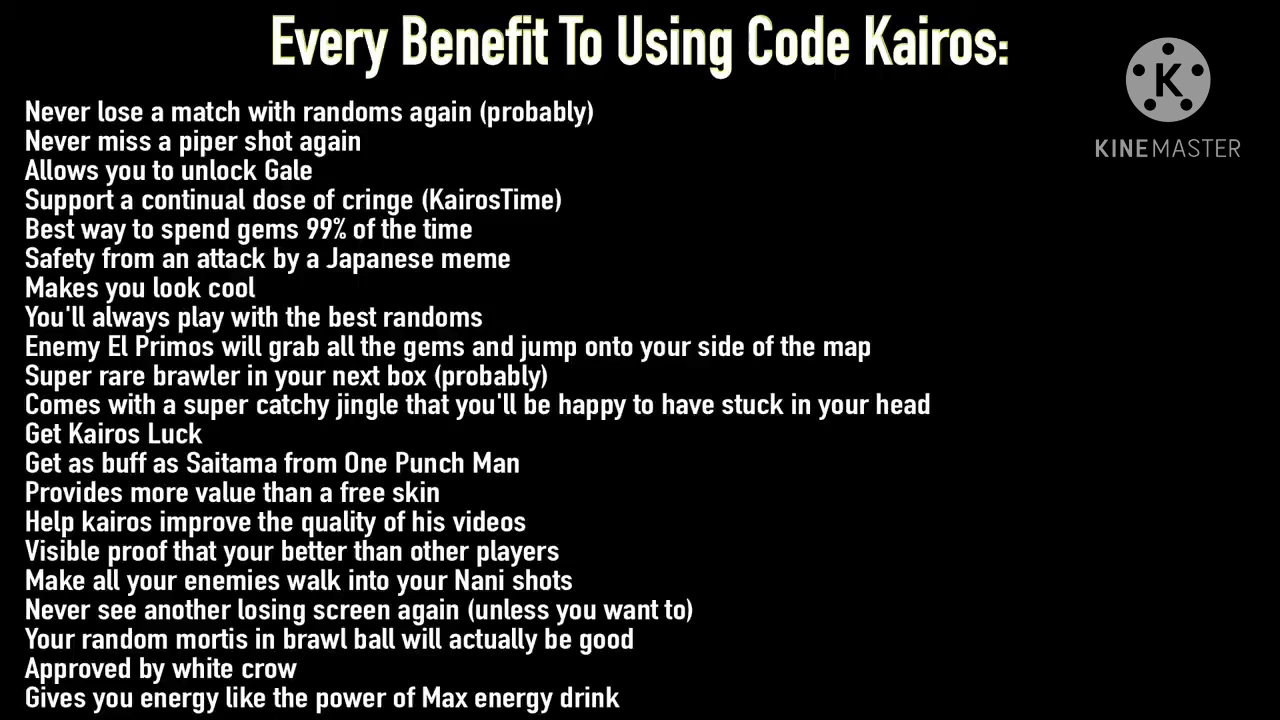 Every Benefit To Using Code Kairos:
K
KINEMASTER
Never lose a match with randoms again (probably)
Never miss a piper shot again
Allows you to unlock Gale
Support a continual dose of cringe (KairosTime)
Best way to spend gems 99% of the time
Safety from an attack by a Japanese meme
Makes you look cool
You'll always play with the best randoms
Enemy El Primos will grab all the gems and jump onto your side of the map
Super rare brawler in your next box (probably)
Comes with a super catchy jingle that you'll be happy to have stuck in your head
Get Kairos Luck
Get as buff as Saitama from One Punch Man
Provides more value than a free skin
Help kairos improve the quality of his videos
Visible proof that your better than other players
Make all your enemies walk into your Nani shots
Never see another losing screen again (unless you want to)
Your random mortis in brawl ball will actually be good
Approved by white crow
Gives you energy like the power of Max energy drink